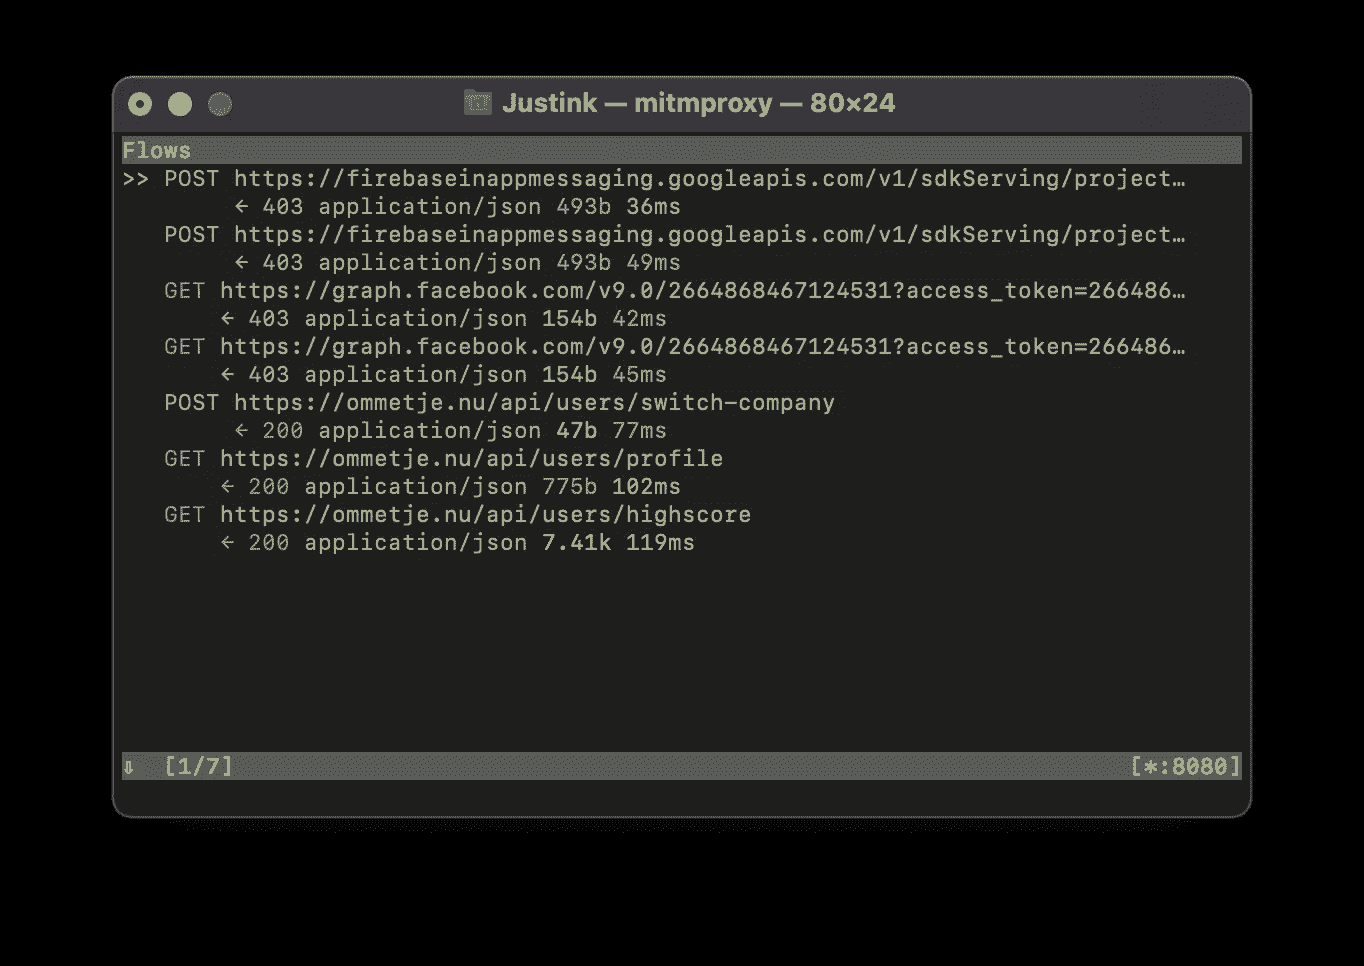 Justink — mitmproxy — 80×24
Flows
>> POST https://firebaseinappmessaging.googleapis.com/v1/sdkServing/project…
← 403 application/json 493b 36ms
POST https://firebaseinappmessaging.googleapis.com/v1/sdkServing/project…
← 403 application/json 493b 49ms
GET https://graph.facebook.com/v9.0/2664868467124531?access_token=266486…
← 403 application/json 154b 42ms
GET https://graph.facebook.com/v9.0/2664868467124531?access_token=266486…
← 403 application/json 154b 45ms
POST https://ommetje.nu/api/users/switch-company
← 200 application/json 47b 77ms
GET https://ommetje.nu/api/users/profile
← 200 application/json 775b 102ms
GET https://ommetje.nu/api/users/highscore
← 200 application/json 7.41k 119ms
⇩ [1/7] [*:8080]